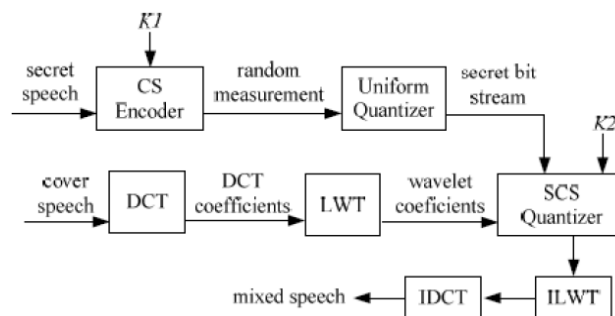 K1
secret
speech
CS
Encoder
random
measurement
Uniform
Quantizer
secret bit
stream
K2
cover
speech
DCT
DCT
coefficients
LWT
wavelet
coeficients
SCS
Quantizer
mixed speech
IDCT
ILWT